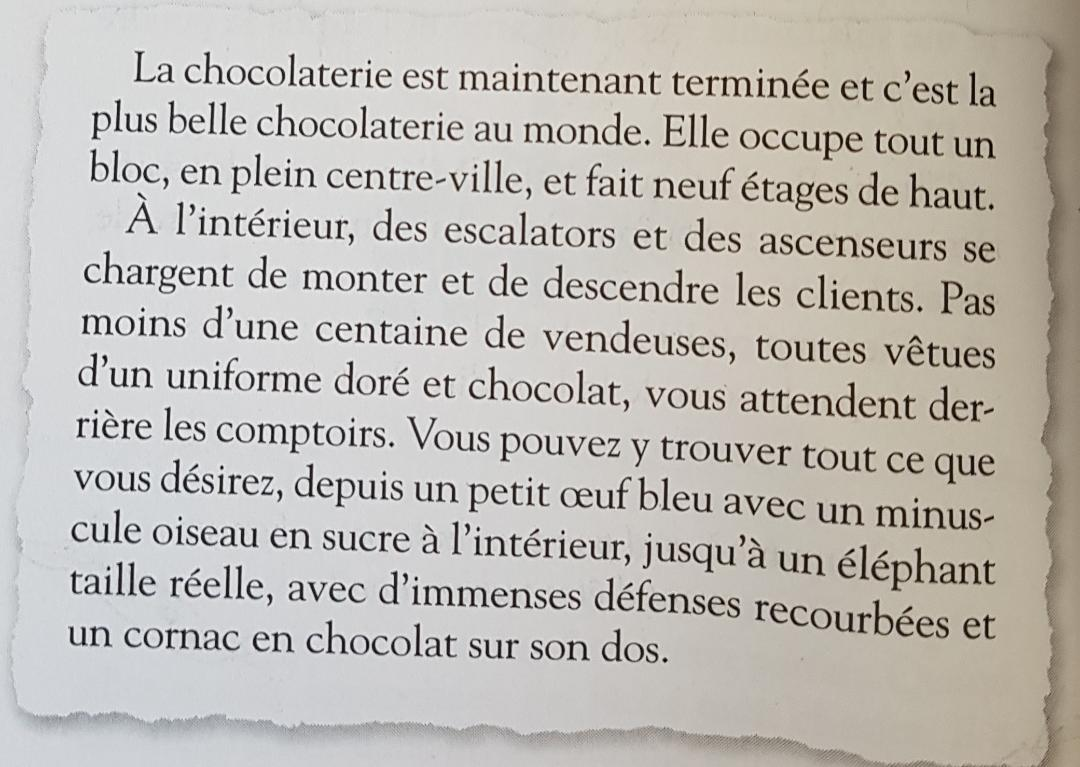 La chocolaterie est maintenant terminée et c'est la
plus belle chocolaterie au monde. Elle occupe tout un
bloc, en plein centre-ville, et fait neuf étages de haut.
À l'intérieur, des escalators et des ascenseurs se
chargent de monter et de descendre les clients. Pas
moins d'une centaine de vendeuses, toutes vêtues
d'un uniforme doré et chocolat, vous attendent der-
rière les comptoirs. Vous pouvez y trouver tout ce que
vous désirez, depuis un petit œuf bleu avec un minus-
cule oiseau en sucre à l'intérieur, jusqu'à un éléphant
taille réelle, avec d'immenses défenses recourbées et
un cornac en chocolat sur son dos.